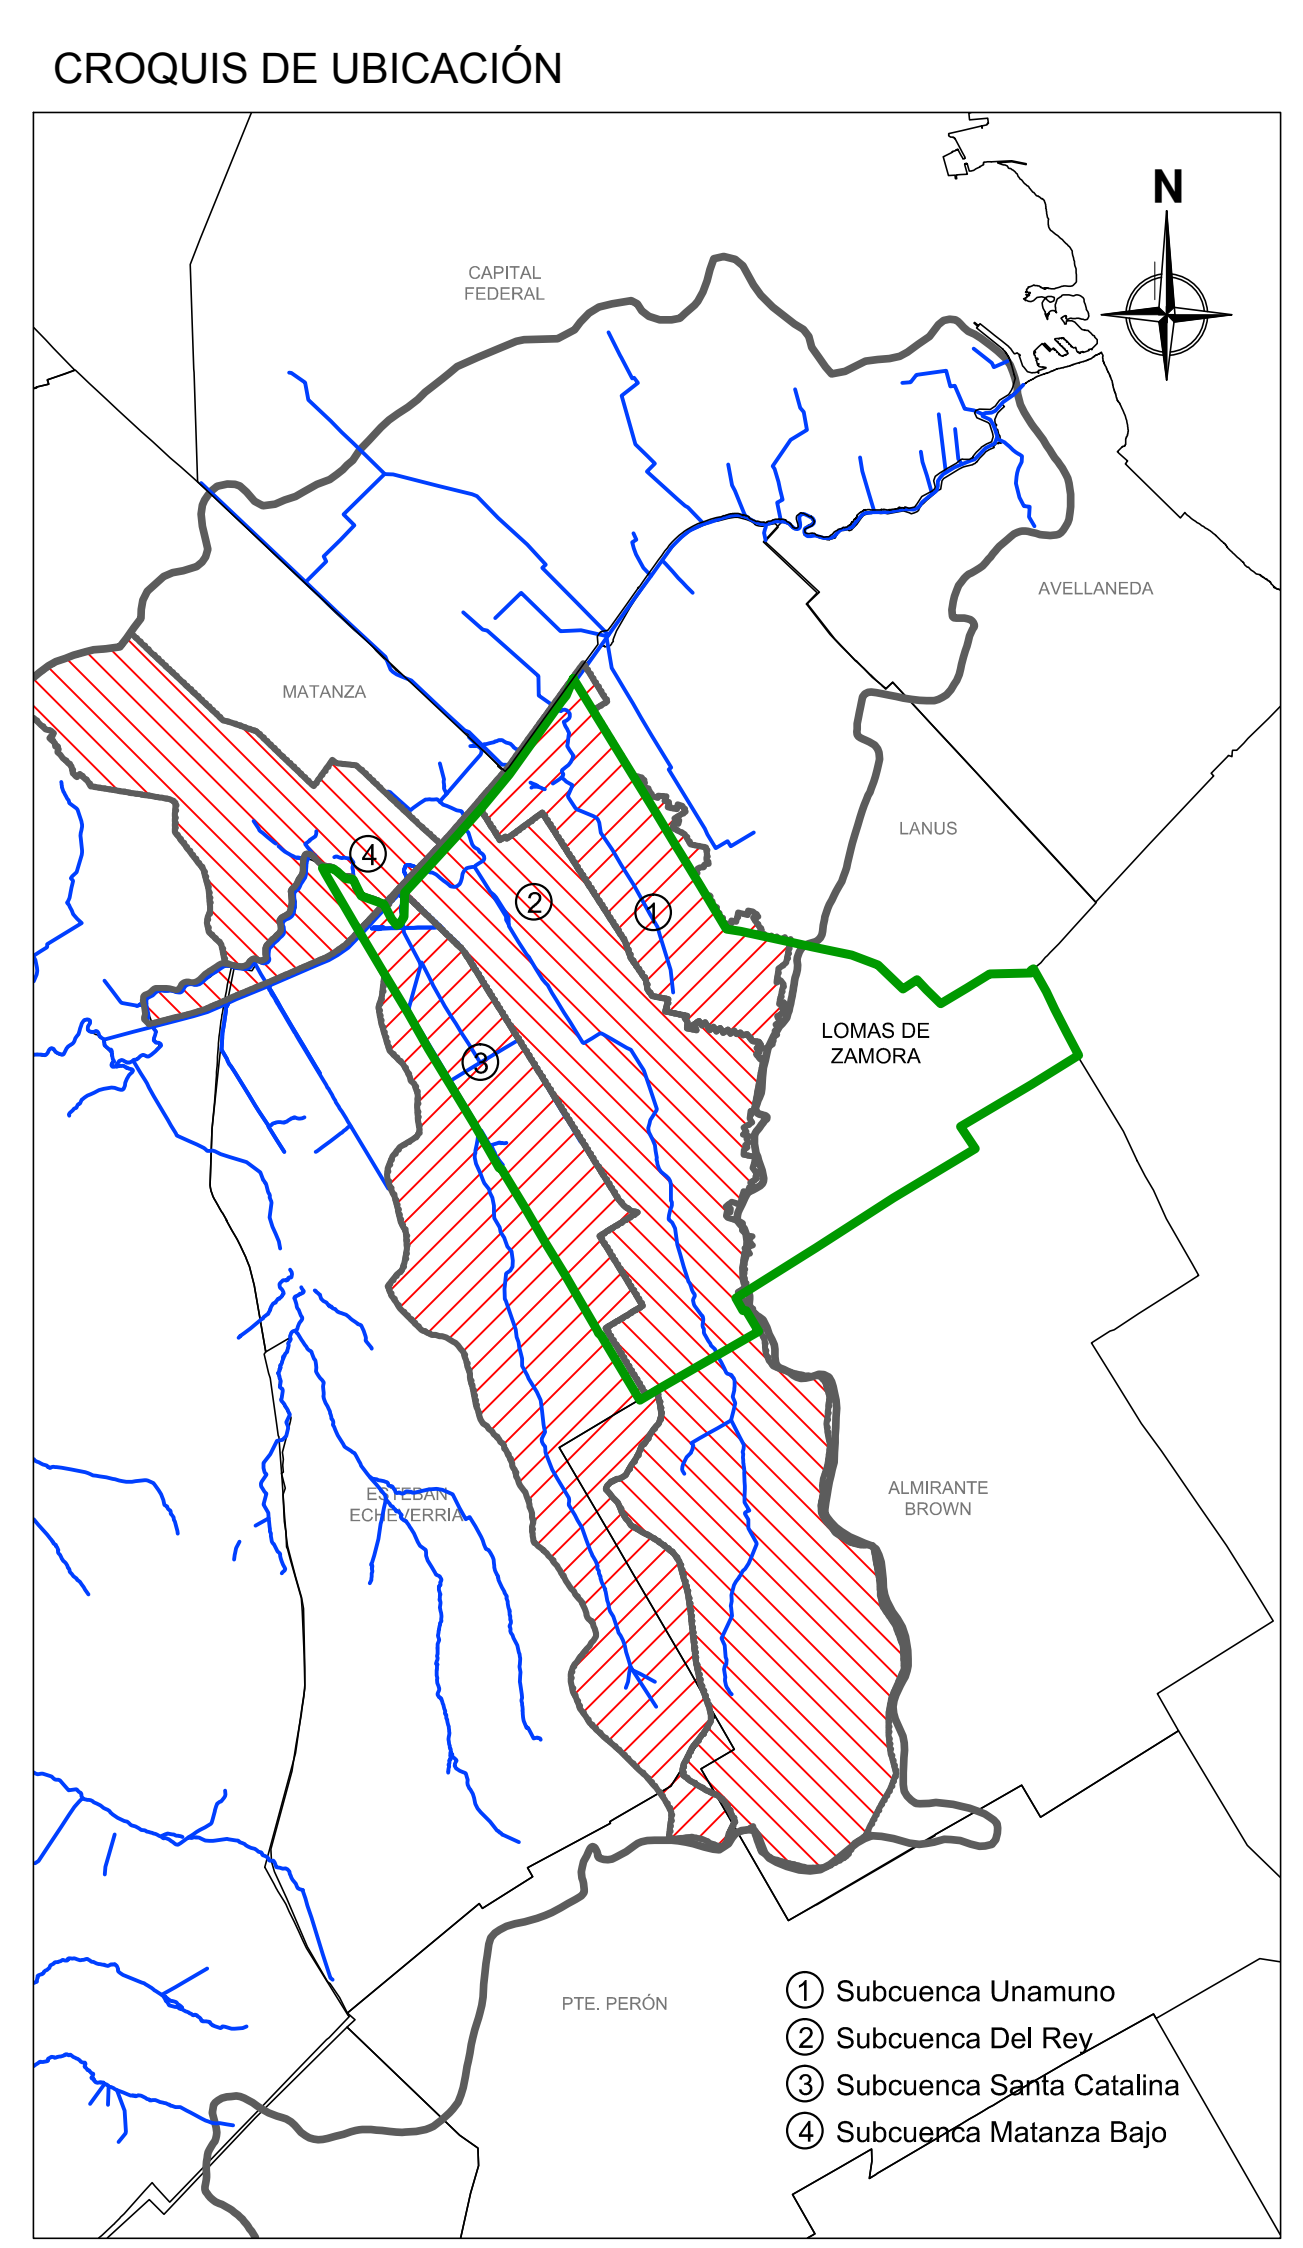 CROQUIS DE UBICACIÓN
N
CAPITAL
FEDERAL
AVELLANEDA
MATANZA
LANUS
4
2
1
LOMAS DE
ZAMORA
3
ALMIRANTE
BROWN
ESTEBAN
ECHEVERRIA
PTE. PERÓN
1 Subcuenca Unamuno
2 Subcuenca Del Rey
3 Subcuenca Santa Catalina
4 Subcuenca Matanza Bajo